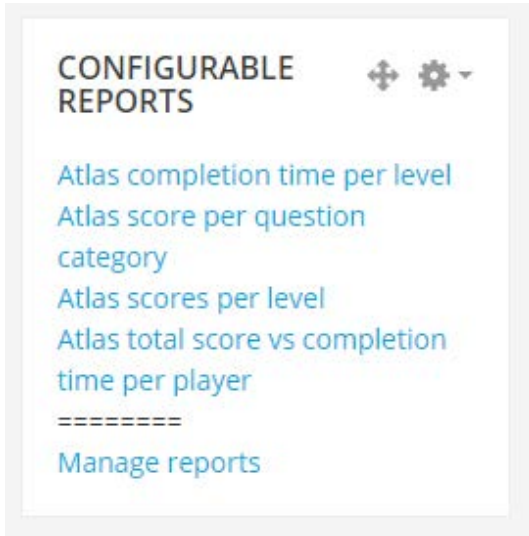 CONFIGURABLE
REPORTS
Atlas completion time per level
Atlas score per question
category
Atlas scores per level
Atlas total score vs completion
time per player
========
Manage reports